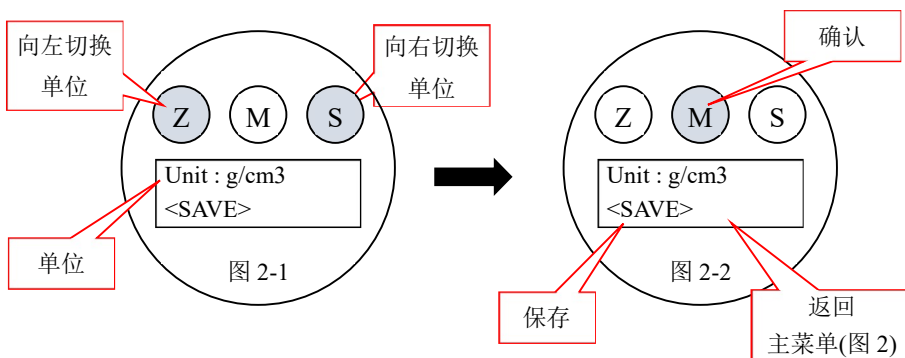 向左切换
单位
向右切换
单位
Z M S
Unit : g/cm3
<SAVE>
单位
图 2-1
确认
Z M S
Unit : g/cm3
<SAVE>
图 2-2
保存
返回
主菜单(图 2)